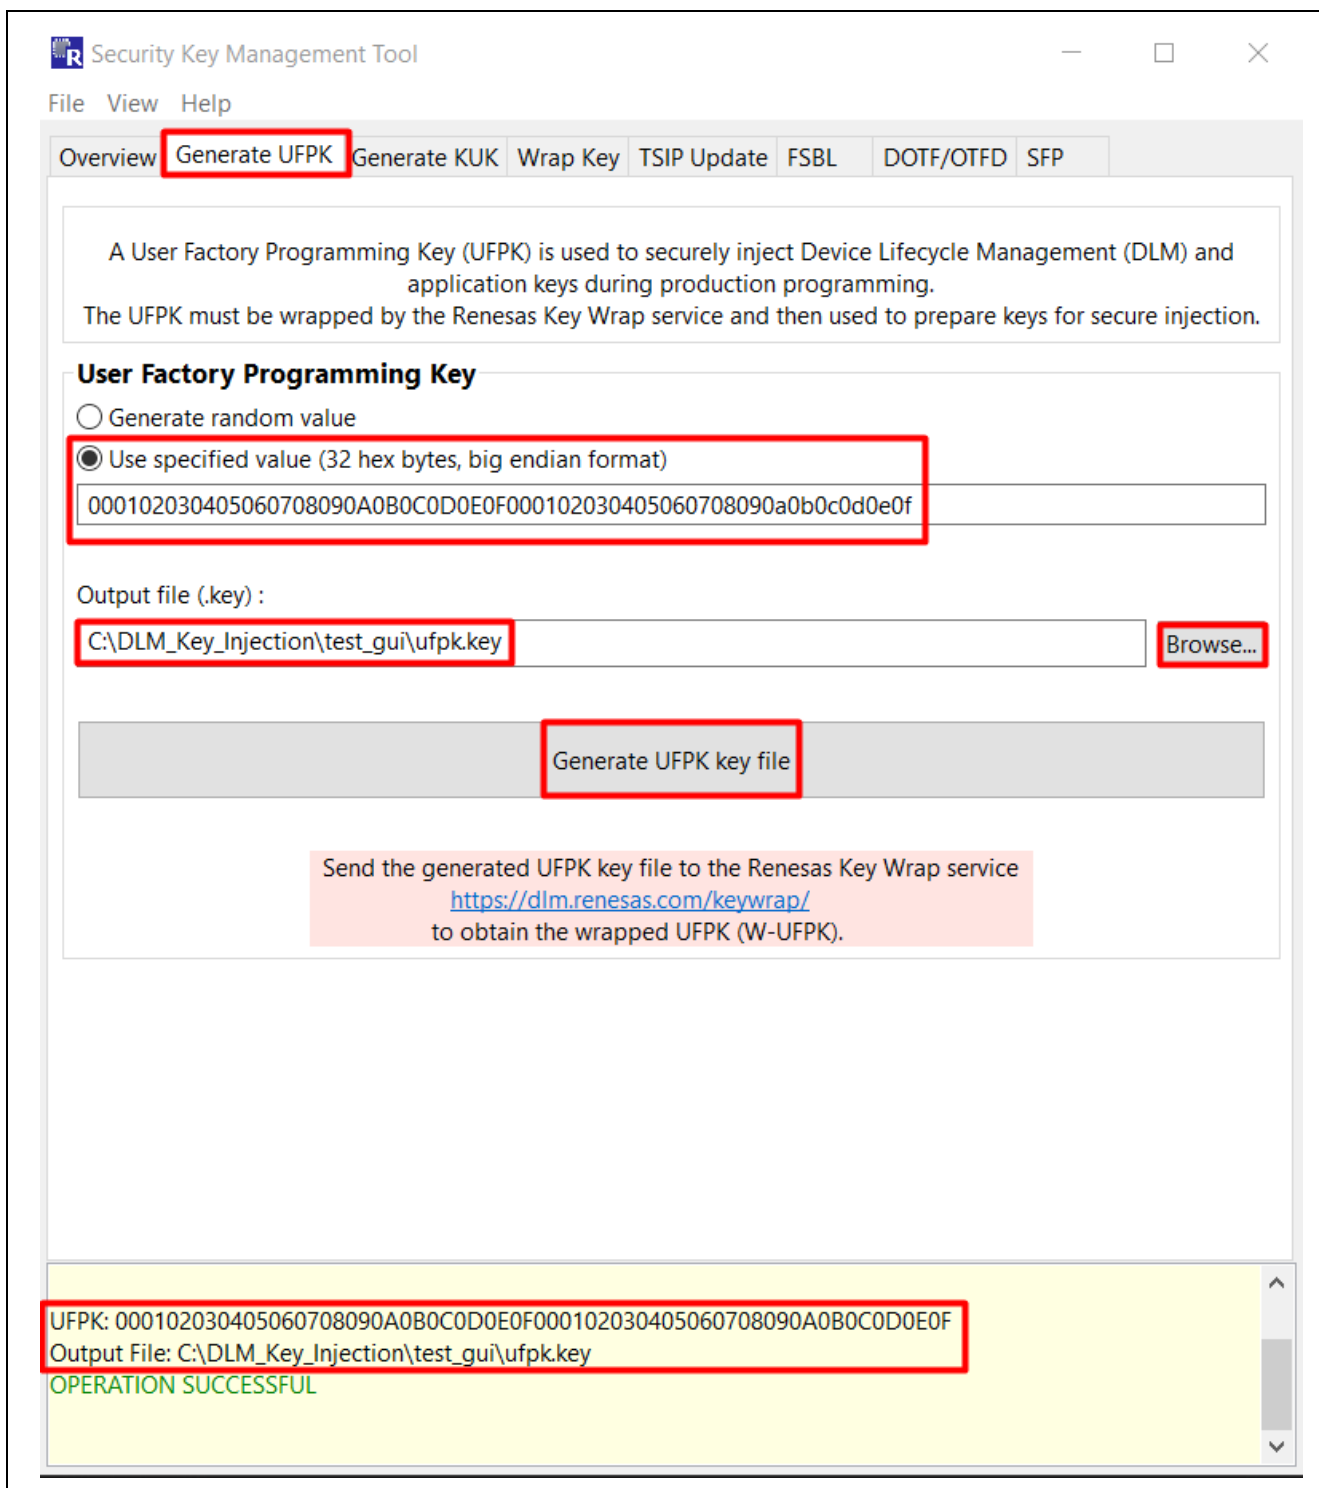 Security Key Management Tool
File View Help
Overview Generate UFPK Generate KUK Wrap Key TSIP Update FSBL DOTF/OTFD SFP
A User Factory Programming Key (UFPK) is used to securely inject Device Lifecycle Management (DLM) and
application keys during production programming.
The UFPK must be wrapped by the Renesas Key Wrap service and then used to prepare keys for secure injection.
User Factory Programming Key
Generate random value
Use specified value (32 hex bytes, big endian format)
000102030405060708090A0B0C0D0E0F000102030405060708090a0b0c0d0e0f
Output file (.key) :
C:\DLM_Key_Injection\test_gui\ufpk.key
Browse...
Generate UFPK key file
Send the generated UFPK key file to the Renesas Key Wrap service
https://dlm.renesas.com/keywrap/
to obtain the wrapped UFPK (W-UFPK).
UFPK: 000102030405060708090A0B0C0D0E0F000102030405060708090A0B0C0D0E0F
Output File: C:\DLM_Key_Injection\test_gui\ufpk.key
OPERATION SUCCESSFUL